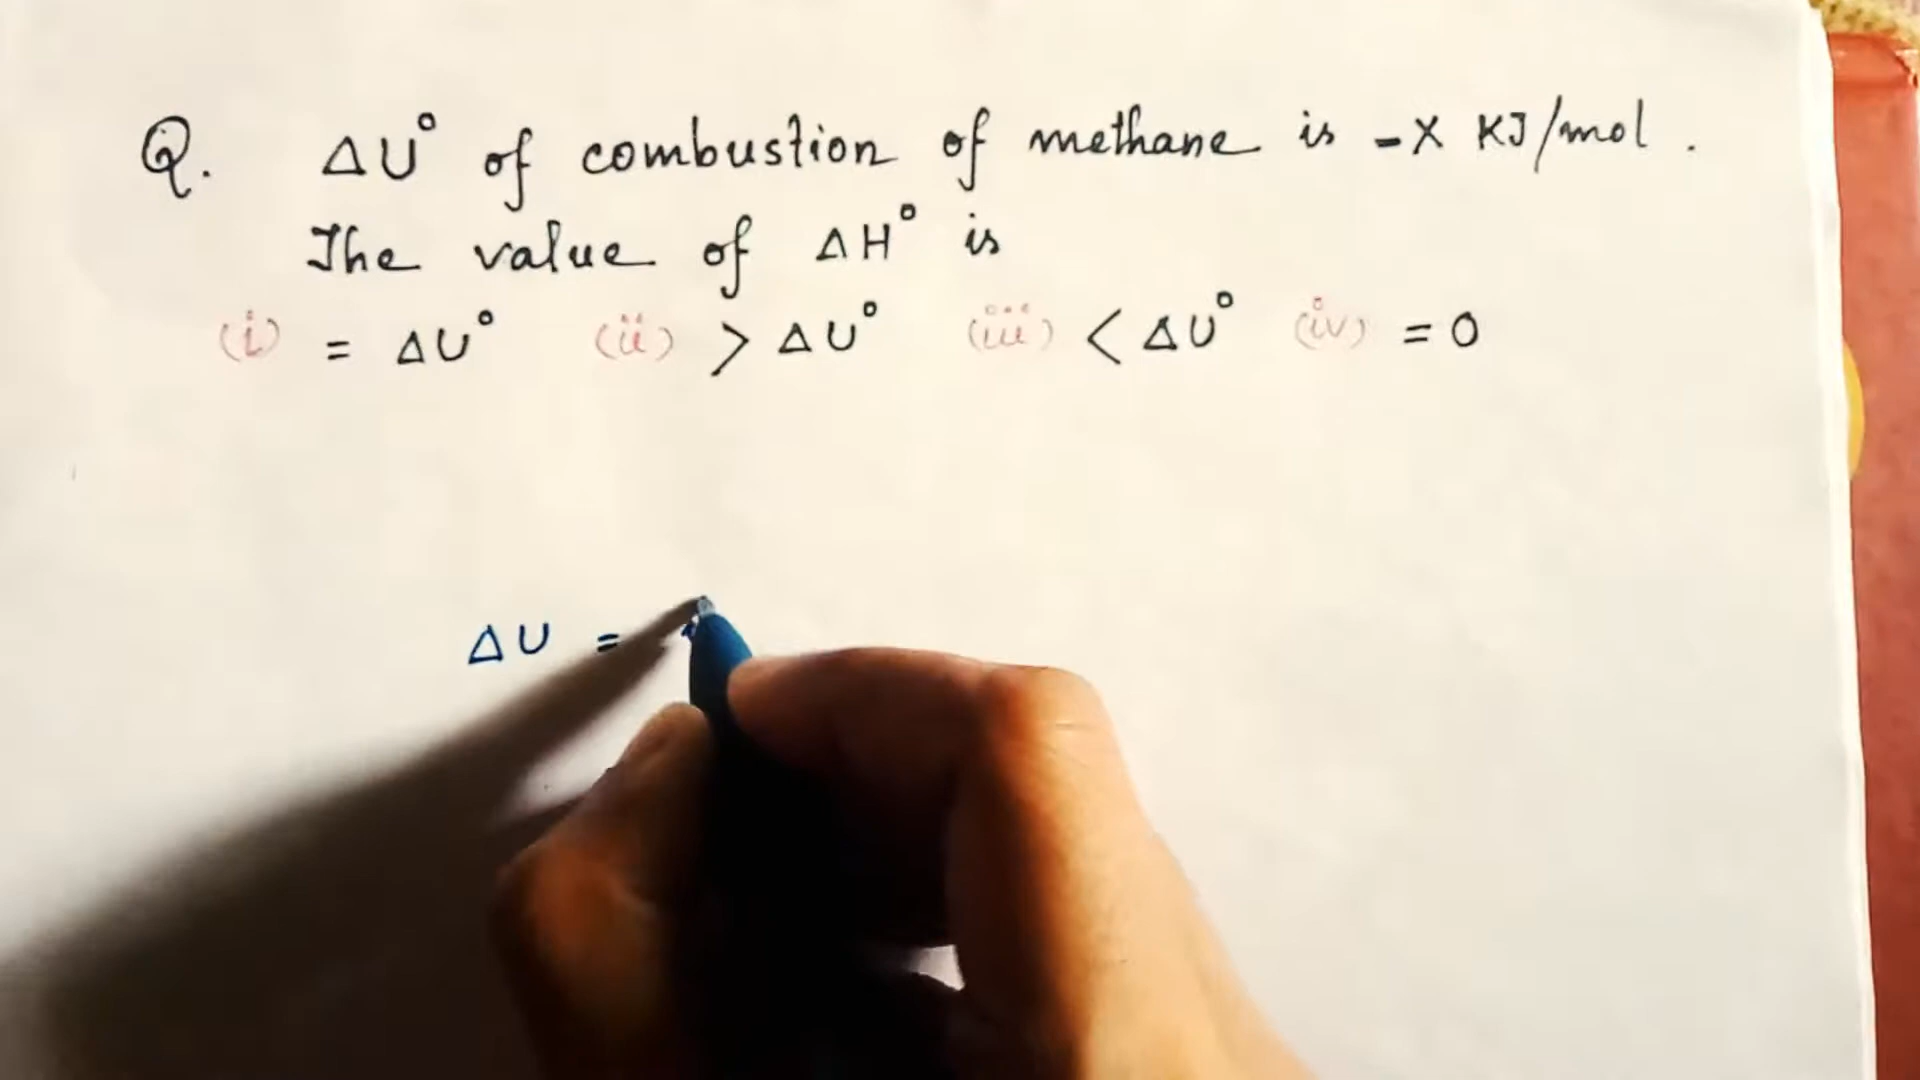 Q. ΔU° of combustion of methane is -X KJ/mol.
The value of ΔH° is
(i) = ΔU° (ii) > ΔU° (iii) < ΔU° (iv) = 0
ΔU =